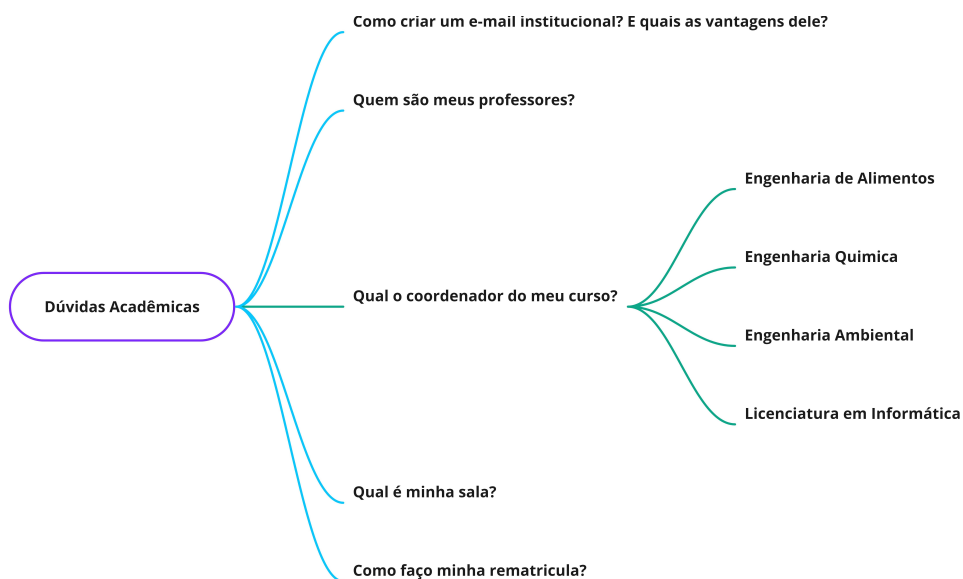 Como criar um e-mail institucional? E quais as vantagens dele?
Quem são meus professores?
Engenharia de Alimentos
Engenharia Quimica
Qual o coordenador do meu curso?
Dúvidas Acadêmicas
Engenharia Ambiental
Licenciatura em Informática
Qual é minha sala?
Como faço minha rematricula?